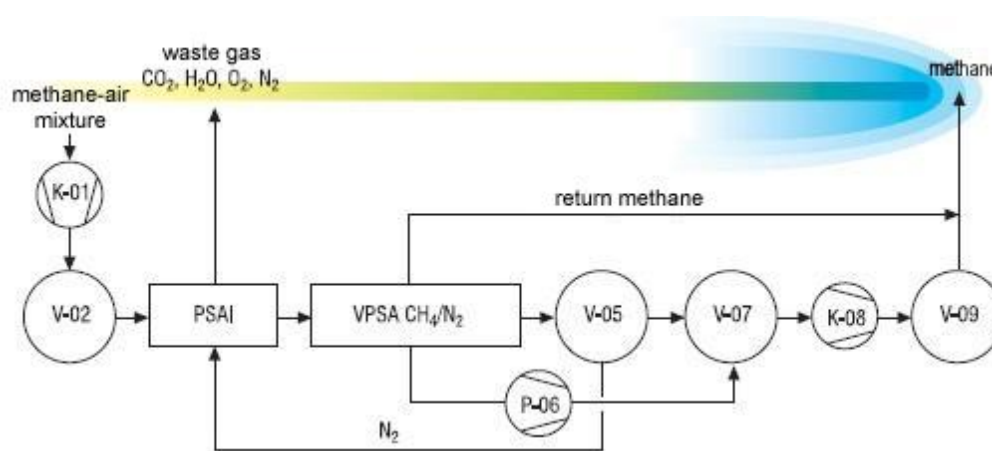 waste gas
CO₂, H₂O, O₂, N₂
methane
methane-air
mixture
K-01
return methane
V-02
PSAI
VPSA CH₄/N₂
V-05
V-07
K-08
V-09
P-06
N₂